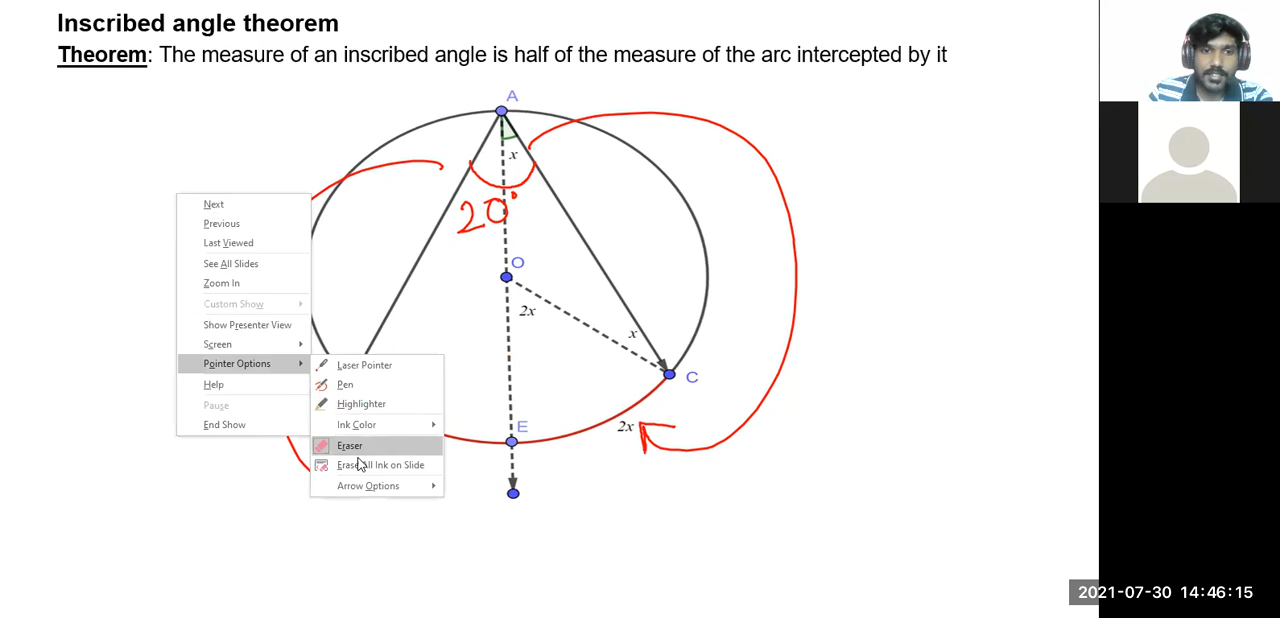 Inscribed angle theorem
Theorem: The measure of an inscribed angle is half of the measure of the arc intercepted by it
A
x
20°
O
2x
x
C
E
2x
Next
Previous
Last Viewed
See All Slides
Zoom In
Custom Show
Show Presenter View
Screen
Pointer Options
Help
Pause
End Show
Laser Pointer
Pen
Highlighter
Ink Color
Eraser
Erase All Ink on Slide
Arrow Options
2021-07-30 14:46:15